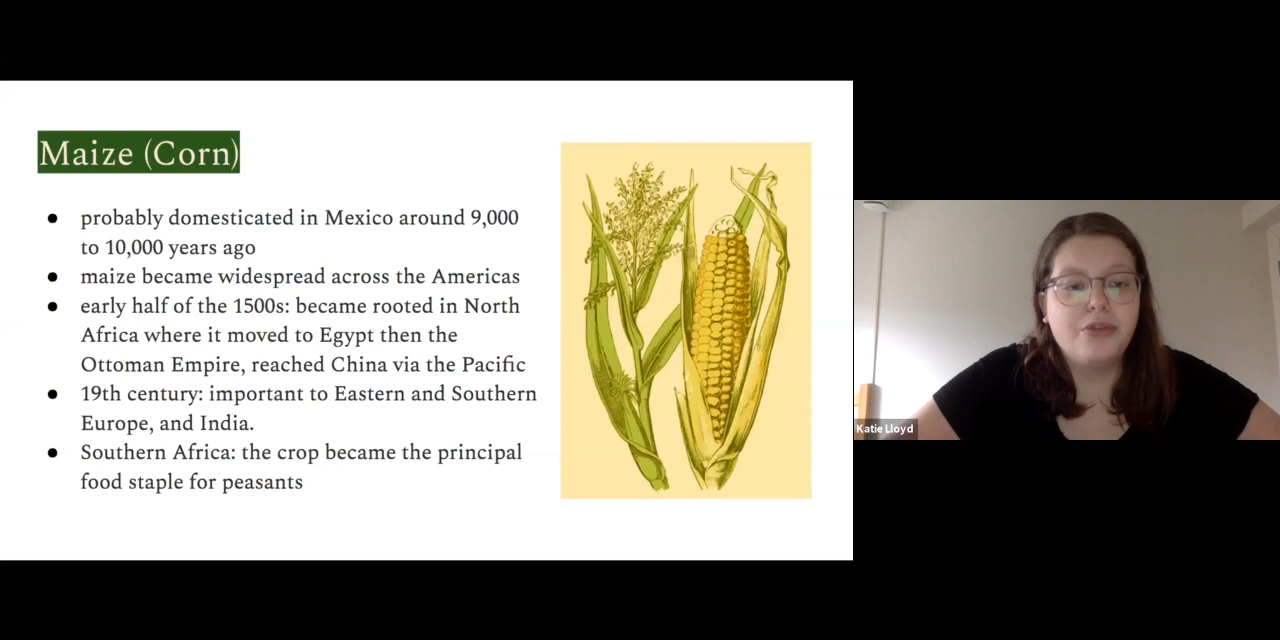 Maize (Corn)
● probably domesticated in Mexico around 9,000
to 10,000 years ago
● maize became widespread across the Americas
● early half of the 1500s: became rooted in North
Africa where it moved to Egypt then the
Ottoman Empire, reached China via the Pacific
● 19th century: important to Eastern and Southern
Europe, and India.
● Southern Africa: the crop became the principal
food staple for peasants
Katie Lloyd